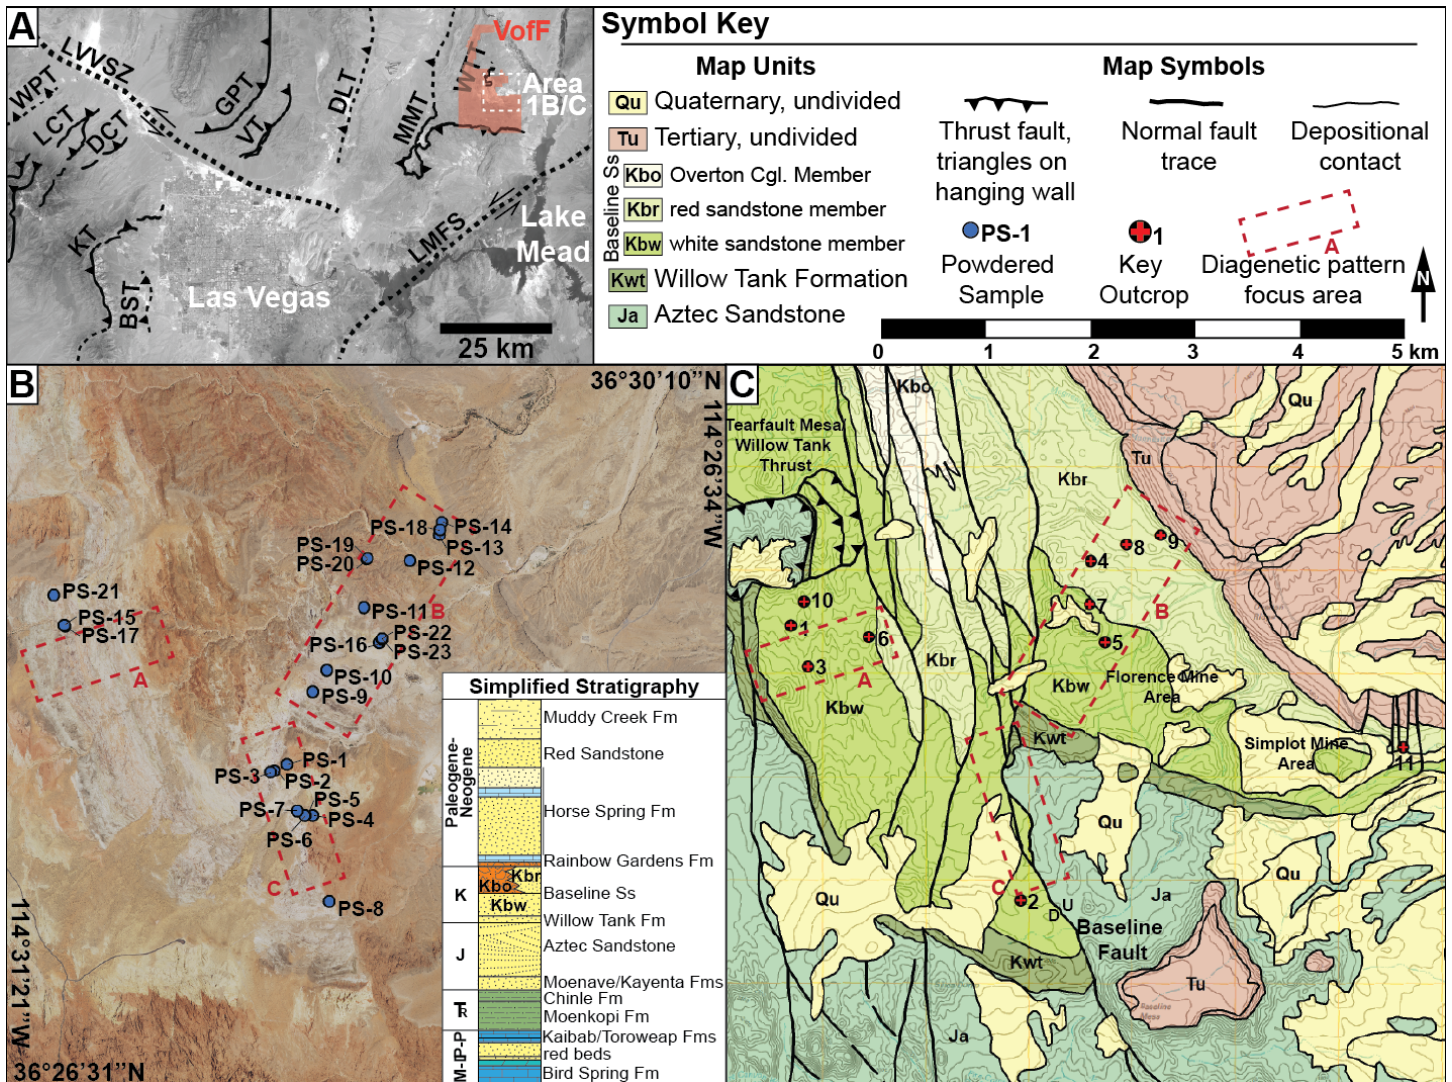 A
LVVSZ
WPT
LCT
DCT
GPT
VT
DLT
MMT
WTT
VofF
Area
1B/C
KT
BST
Las Vegas
LMFS
Lake
Mead
25 km
Symbol Key
Map Units
Qu Quaternary, undivided
Tu Tertiary, undivided
Baseline Ss
Kbo Overton Cgl. Member
Kbr red sandstone member
Kbw white sandstone member
Kwt Willow Tank Formation
Ja Aztec Sandstone
Map Symbols
Thrust fault,
triangles on
hanging wall
Normal fault
trace
Depositional
contact
PS-1
Powdered
Sample
1
Key
Outcrop
A
Diagenetic pattern
focus area
N
0 1 2 3 4 5 km
B
36°30'10”N
114°26'34”W
PS-18
PS-14
PS-13
PS-19
PS-20
PS-12
PS-21
PS-15
PS-17
PS-11
B
PS-16
PS-22
PS-23
A
PS-10
PS-9
PS-1
PS-3
PS-2
PS-5
PS-7
PS-4
PS-6
C
PS-8
114°31'21”W
36°26'31”N
Simplified Stratigraphy
Paleogene-
Neogene
Muddy Creek Fm
Red Sandstone
Horse Spring Fm
Rainbow Gardens Fm
K
Kbo
Kbr
Kbw
Baseline Ss
Willow Tank Fm
J
Aztec Sandstone
Moenave/Kayenta Fms
TR
Chinle Fm
Moenkopi Fm
M-IP-P
Kaibab/Toroweap Fms
red beds
Bird Spring Fm
C
Kbo
Qu
Tearfault Mesa/
Willow Tank
Thrust
Tu
Kbr
9
8
4
10
7
B
1
6
5
3
A
Kbr
Kbw
Kbw
Florence Mine
Area
Kwt
Simplot Mine
Area
11
Qu
Qu
Qu
C
2
U
D
Ja
Baseline
Fault
Kwt
Tu
Baseline
Mesa
Ja